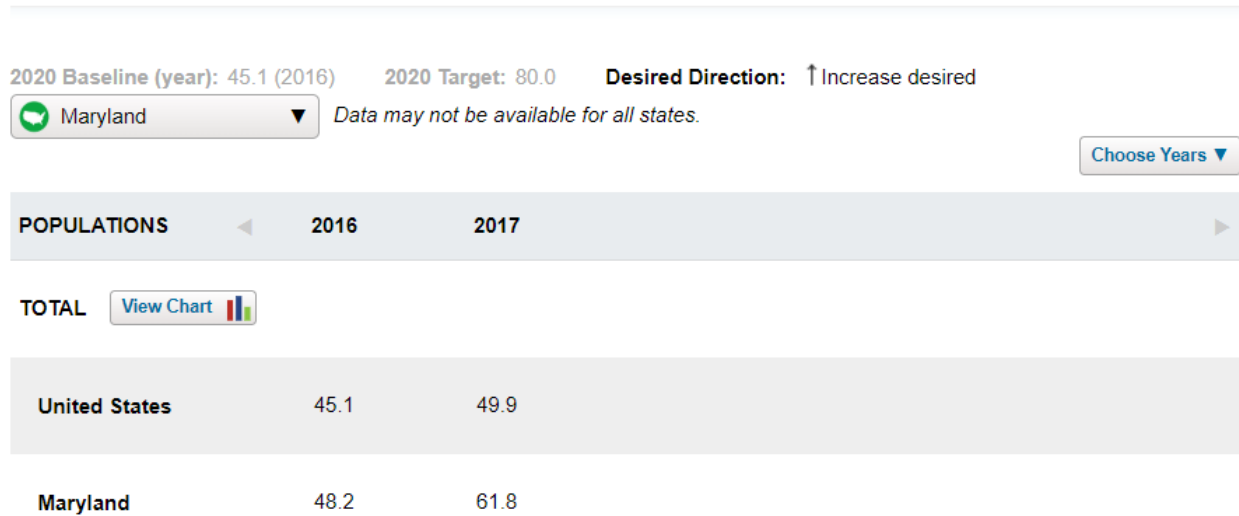 2020 Baseline (year): 45.1 (2016) 2020 Target: 80.0 Desired Direction: ↑Increase desired
Maryland ▼ Data may not be available for all states.
Choose Years ▼
POPULATIONS ◀ 2016 2017 ▶
TOTAL View Chart
United States 45.1 49.9
Maryland 48.2 61.8